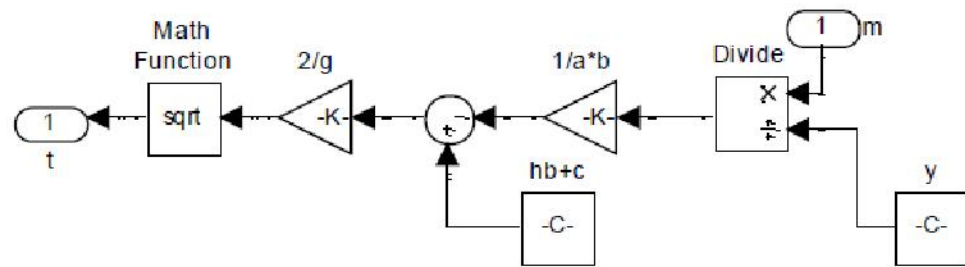 Math
Function
2/g
1/a*b
Divide
1
m
X
÷
1
t
sqrt
-K-
-
+
-K-
hb+c
-C-
y
-C-